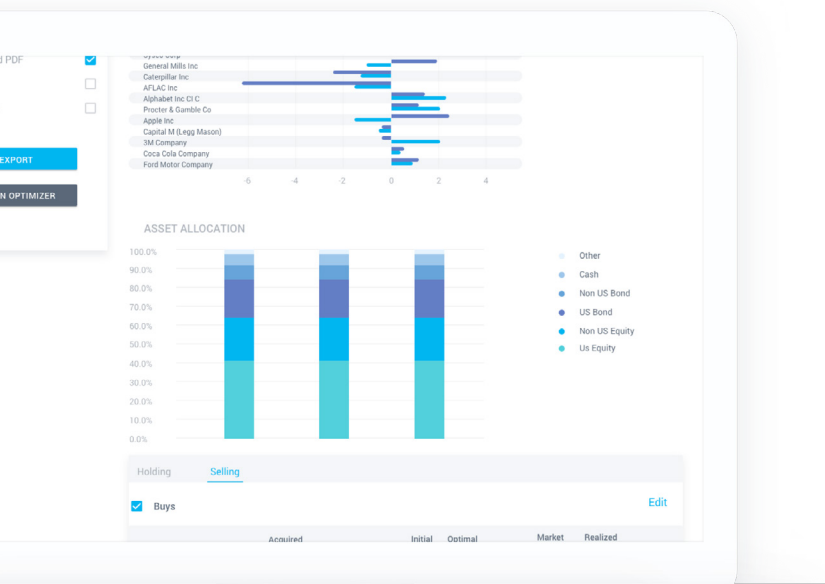 PDF
EXPORT
OPTIMIZER
General Mills Inc
Caterpillar Inc
AFLAC Inc
Alphabet Inc Cl C
Procter & Gamble Co
Apple Inc
Capital M (Legg Mason)
3M Company
Coca Cola Company
Ford Motor Company
-6 -4 -2 0 2 4
ASSET ALLOCATION
100.0%
90.0%
80.0%
70.0%
60.0%
50.0%
40.0%
30.0%
20.0%
10.0%
0.0%
Other
Cash
Non US Bond
US Bond
Non US Equity
Us Equity
Holding Selling
Buys Edit
Acquired Initial Optimal Market Realized